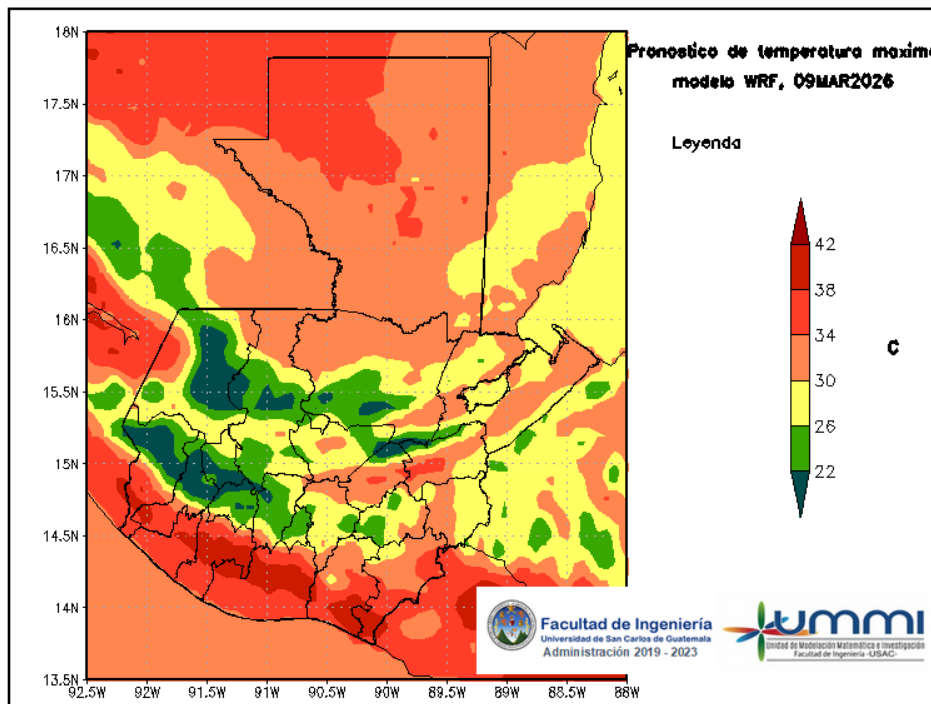 Pronostico de temperatura maxima
modelo WRF, 09MAR2026
Leyenda
18N
17.5N
17N
16.5N
16N
15.5N
15N
14.5N
14N
13.5N
92.5W
92W
91.5W
91W
90.5W
90W
89.5W
89W
88.5W
88W
42
38
34
30
26
22
C
Facultad de Ingeniería
Universidad de San Carlos de Guatemala
Administración 2019 - 2023
UMMI
Unidad de Modelación Matemática e Investigación
Facultad de Ingeniería -USAC-